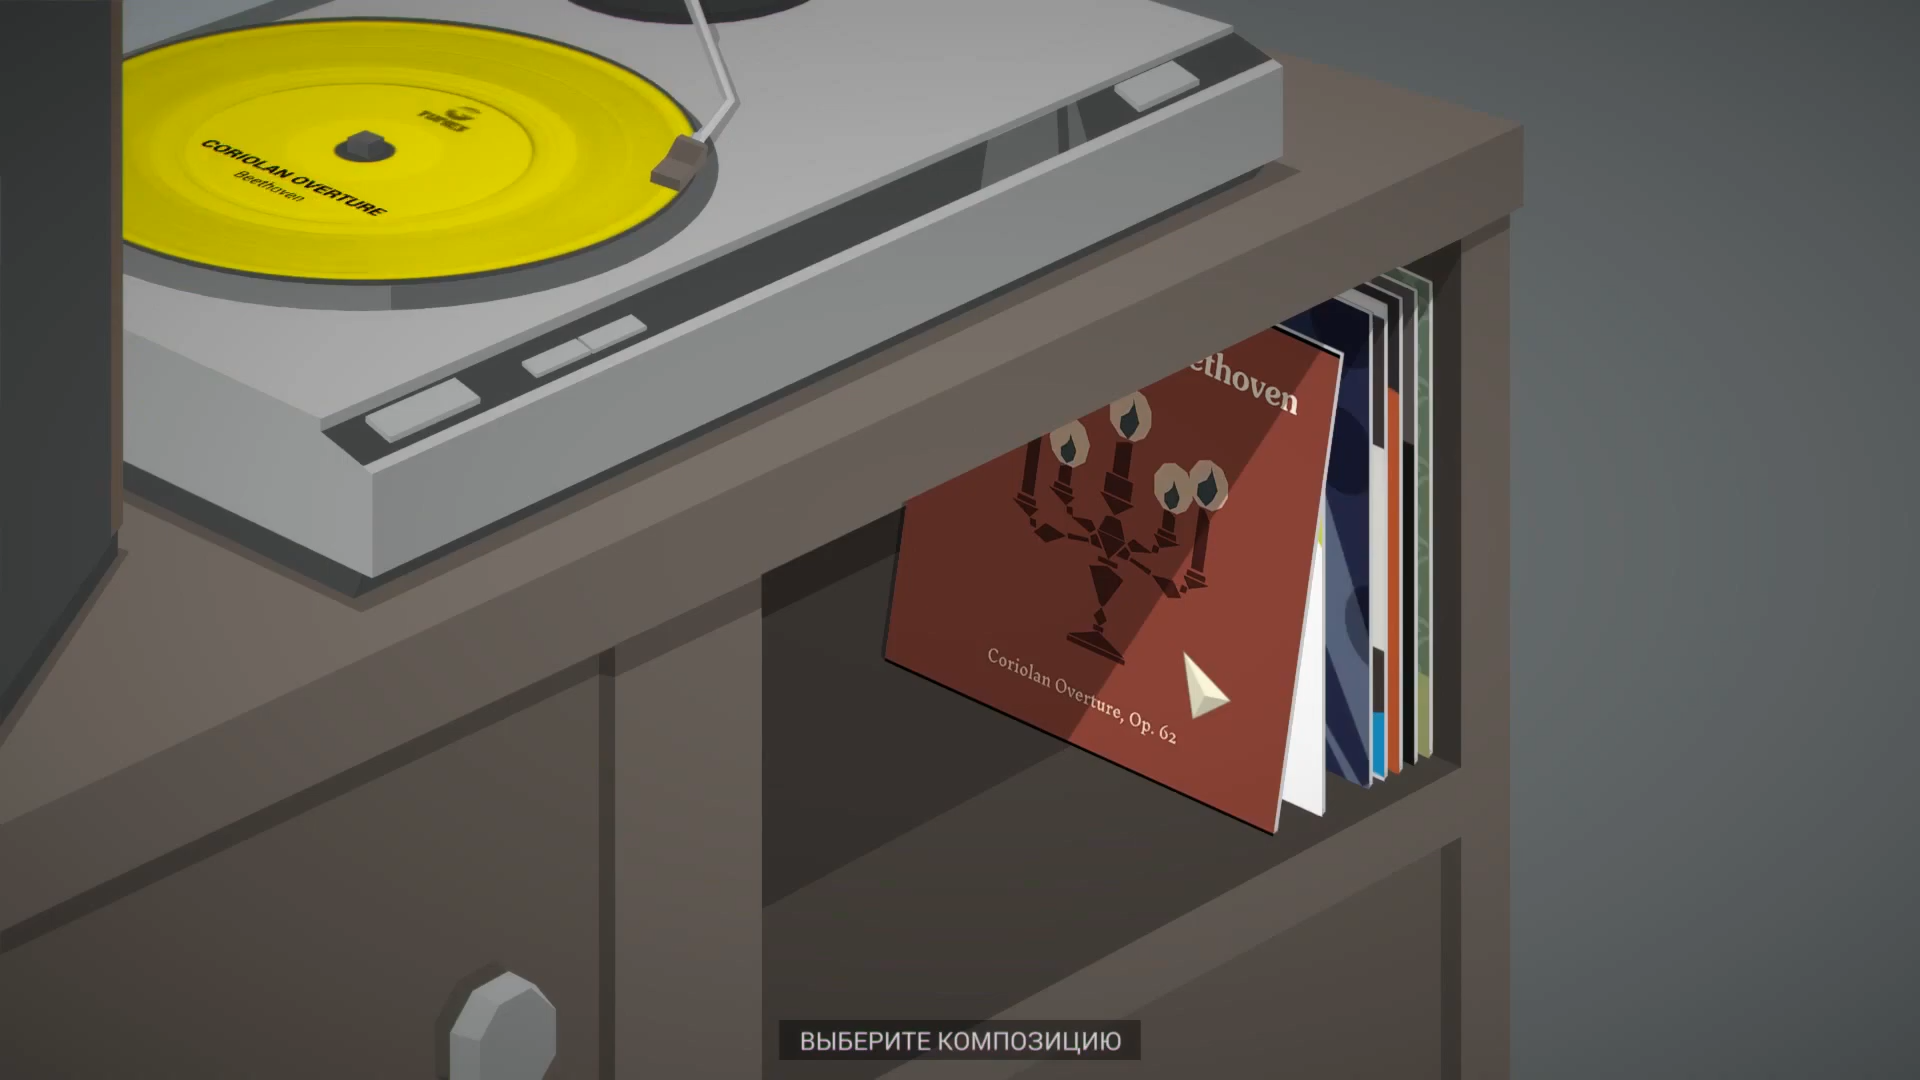 CORIOLAN OVERTURE
Beethoven
ethoven
Coriolan Overture, Op. 62
ВЫБЕРИТЕ КОМПОЗИЦИЮ